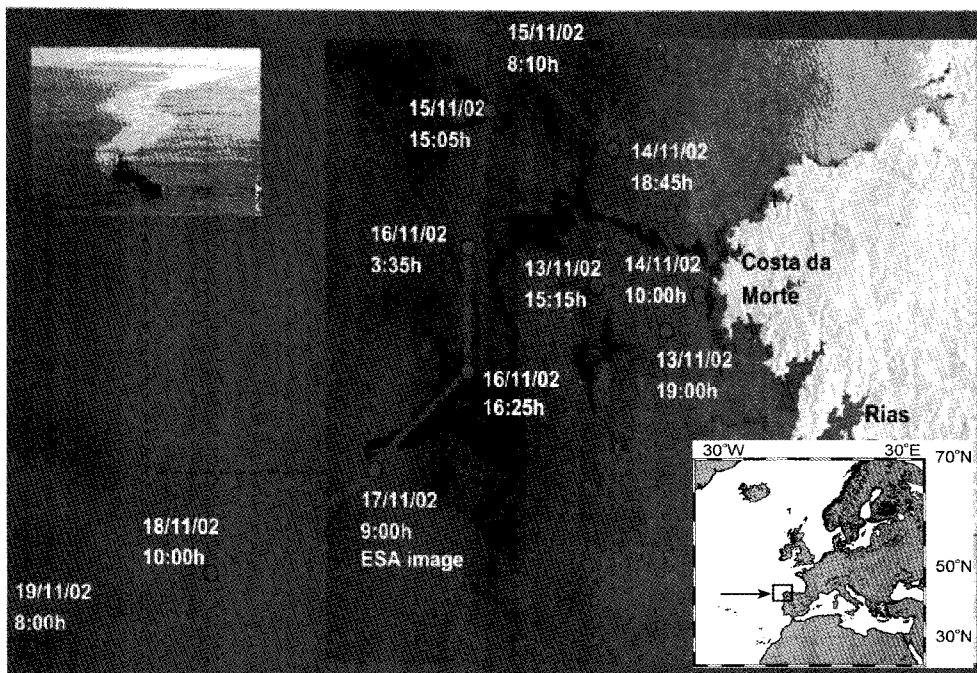 15/11/02
8:10h
15/11/02
15:05h
14/11/02
18:45h
16/11/02
3:35h
13/11/02
15:15h
14/11/02
10:00h
Costa da
Morte
13/11/02
19:00h
16/11/02
16:25h
Rias
30°W
30°E
70°N
50°N
30°N
17/11/02
9:00h
ESA image
18/11/02
10:00h
19/11/02
8:00h